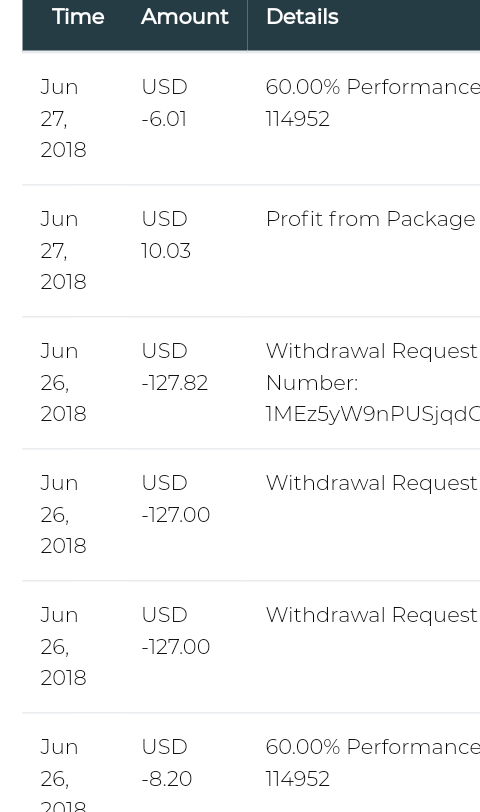 Time Amount Details
Jun USD 60.00% Performance
27, -6.01 114952
2018
Jun USD Profit from Package
27, 10.03
2018
Jun USD Withdrawal Request
26, -127.82 Number:
2018 1MEz5yW9nPUSjqdC
Jun USD Withdrawal Request
26, -127.00
2018
Jun USD Withdrawal Request
26, -127.00
2018
Jun USD 60.00% Performance
26, -8.20 114952
2018